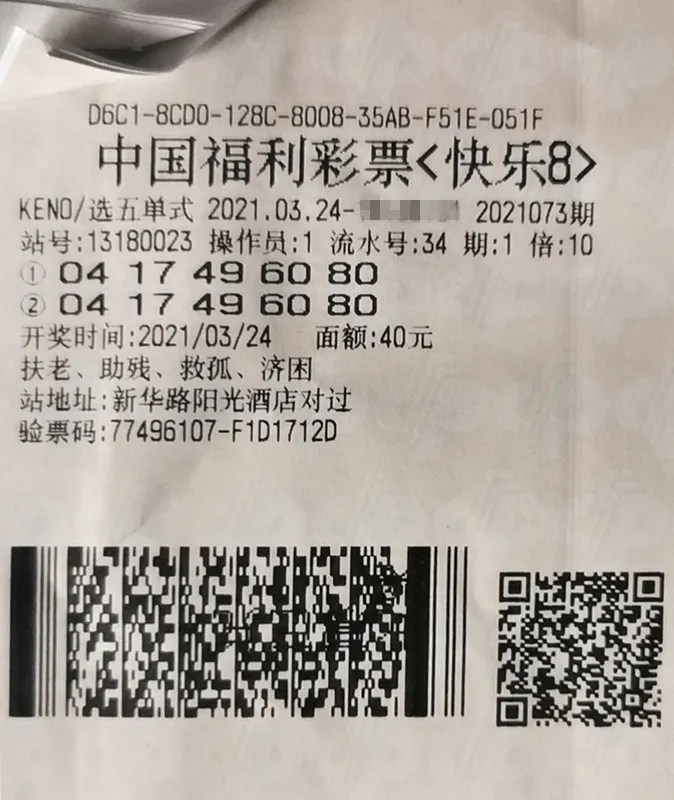 D6C1-8CD0-128C-8008-35AB-F51E-051F
中国福利彩票<快乐8>
KENO/选五单式 2021.03.24- 2021073期
站号:13180023 操作员:1 流水号:34 期:1 倍:10
① 04 17 49 60 80
② 04 17 49 60 80
开奖时间:2021/03/24 面额:40元
扶老、助残、救孤、济困
站地址:新华路阳光酒店对过
验票码:77496107-F1D1712D